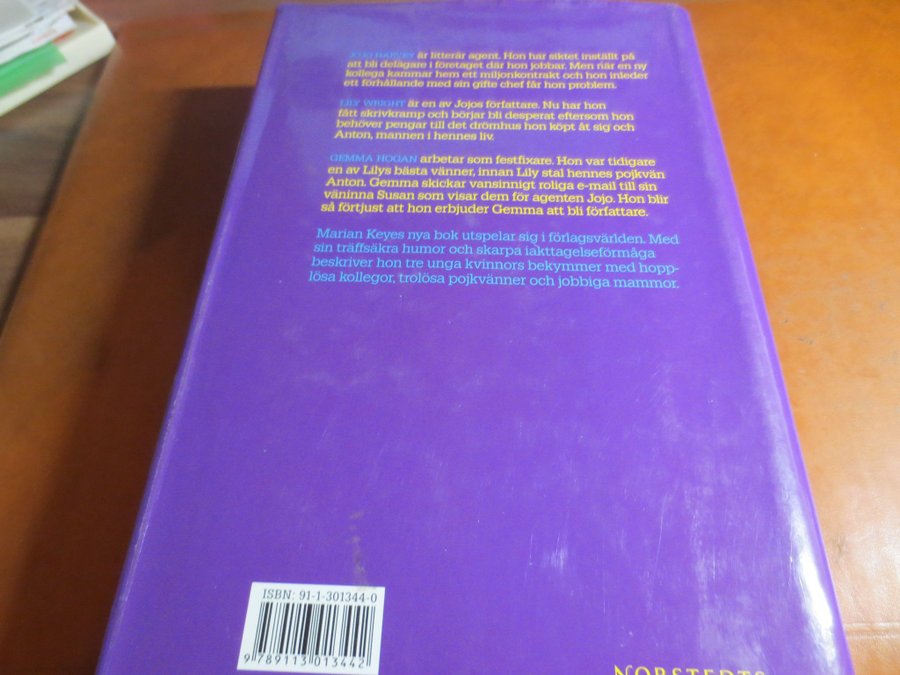 JOJO HARVEY är litterär agent. Hon har siktet inställt på
att bli delägare i företaget där hon jobbar. Men när en ny
kollega kammar hem ett miljonkontrakt och hon inleder
ett förhållande med sin gifte chef får hon problem.
LILY WRIGHT är en av Jojos författare. Nu har hon
fått skrivkramp och börjar bli desperat eftersom hon
behöver pengar till det drömhus hon köpt åt sig och
Anton, mannen i hennes liv.
GEMMA HOGAN arbetar som festfixare. Hon var tidigare
en av Lilys bästa vänner, innan Lily stal hennes pojkvän
Anton. Gemma skickar vansinnigt roliga e-mail till sin
väninna Susan som visar dem för agenten Jojo. Hon blir
så förtjust att hon erbjuder Gemma att bli författare.
Marian Keyes nya bok utspelar sig i förlagsvärlden. Med
sin träffsäkra humor och skarpa iakttagelseförmåga
beskriver hon tre unga kvinnors bekymmer med hopp-
lösa kollegor, trolösa pojkvänner och jobbiga mammor.
ISBN: 91-1-301344-0
9 789113 013442
NORSTEDTS